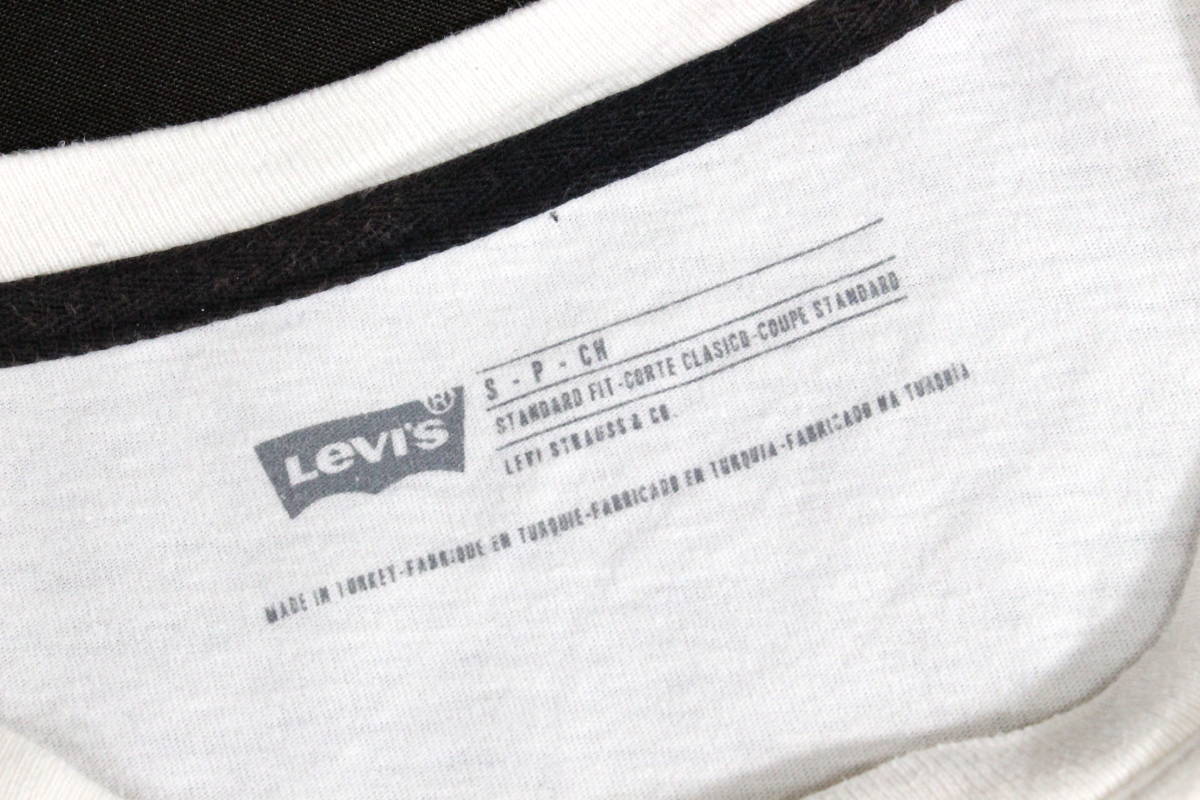 LEVI'S®
S - P - CH
STANDARD FIT-CORTE CLASICO-COUPE STANDARD
LEVI STRAUSS & CO.
MADE IN TURKEY-FABRIQUE EN TURQUIE-FABRICADO EN TURQUIA-FABRICADO NA TURQUIA